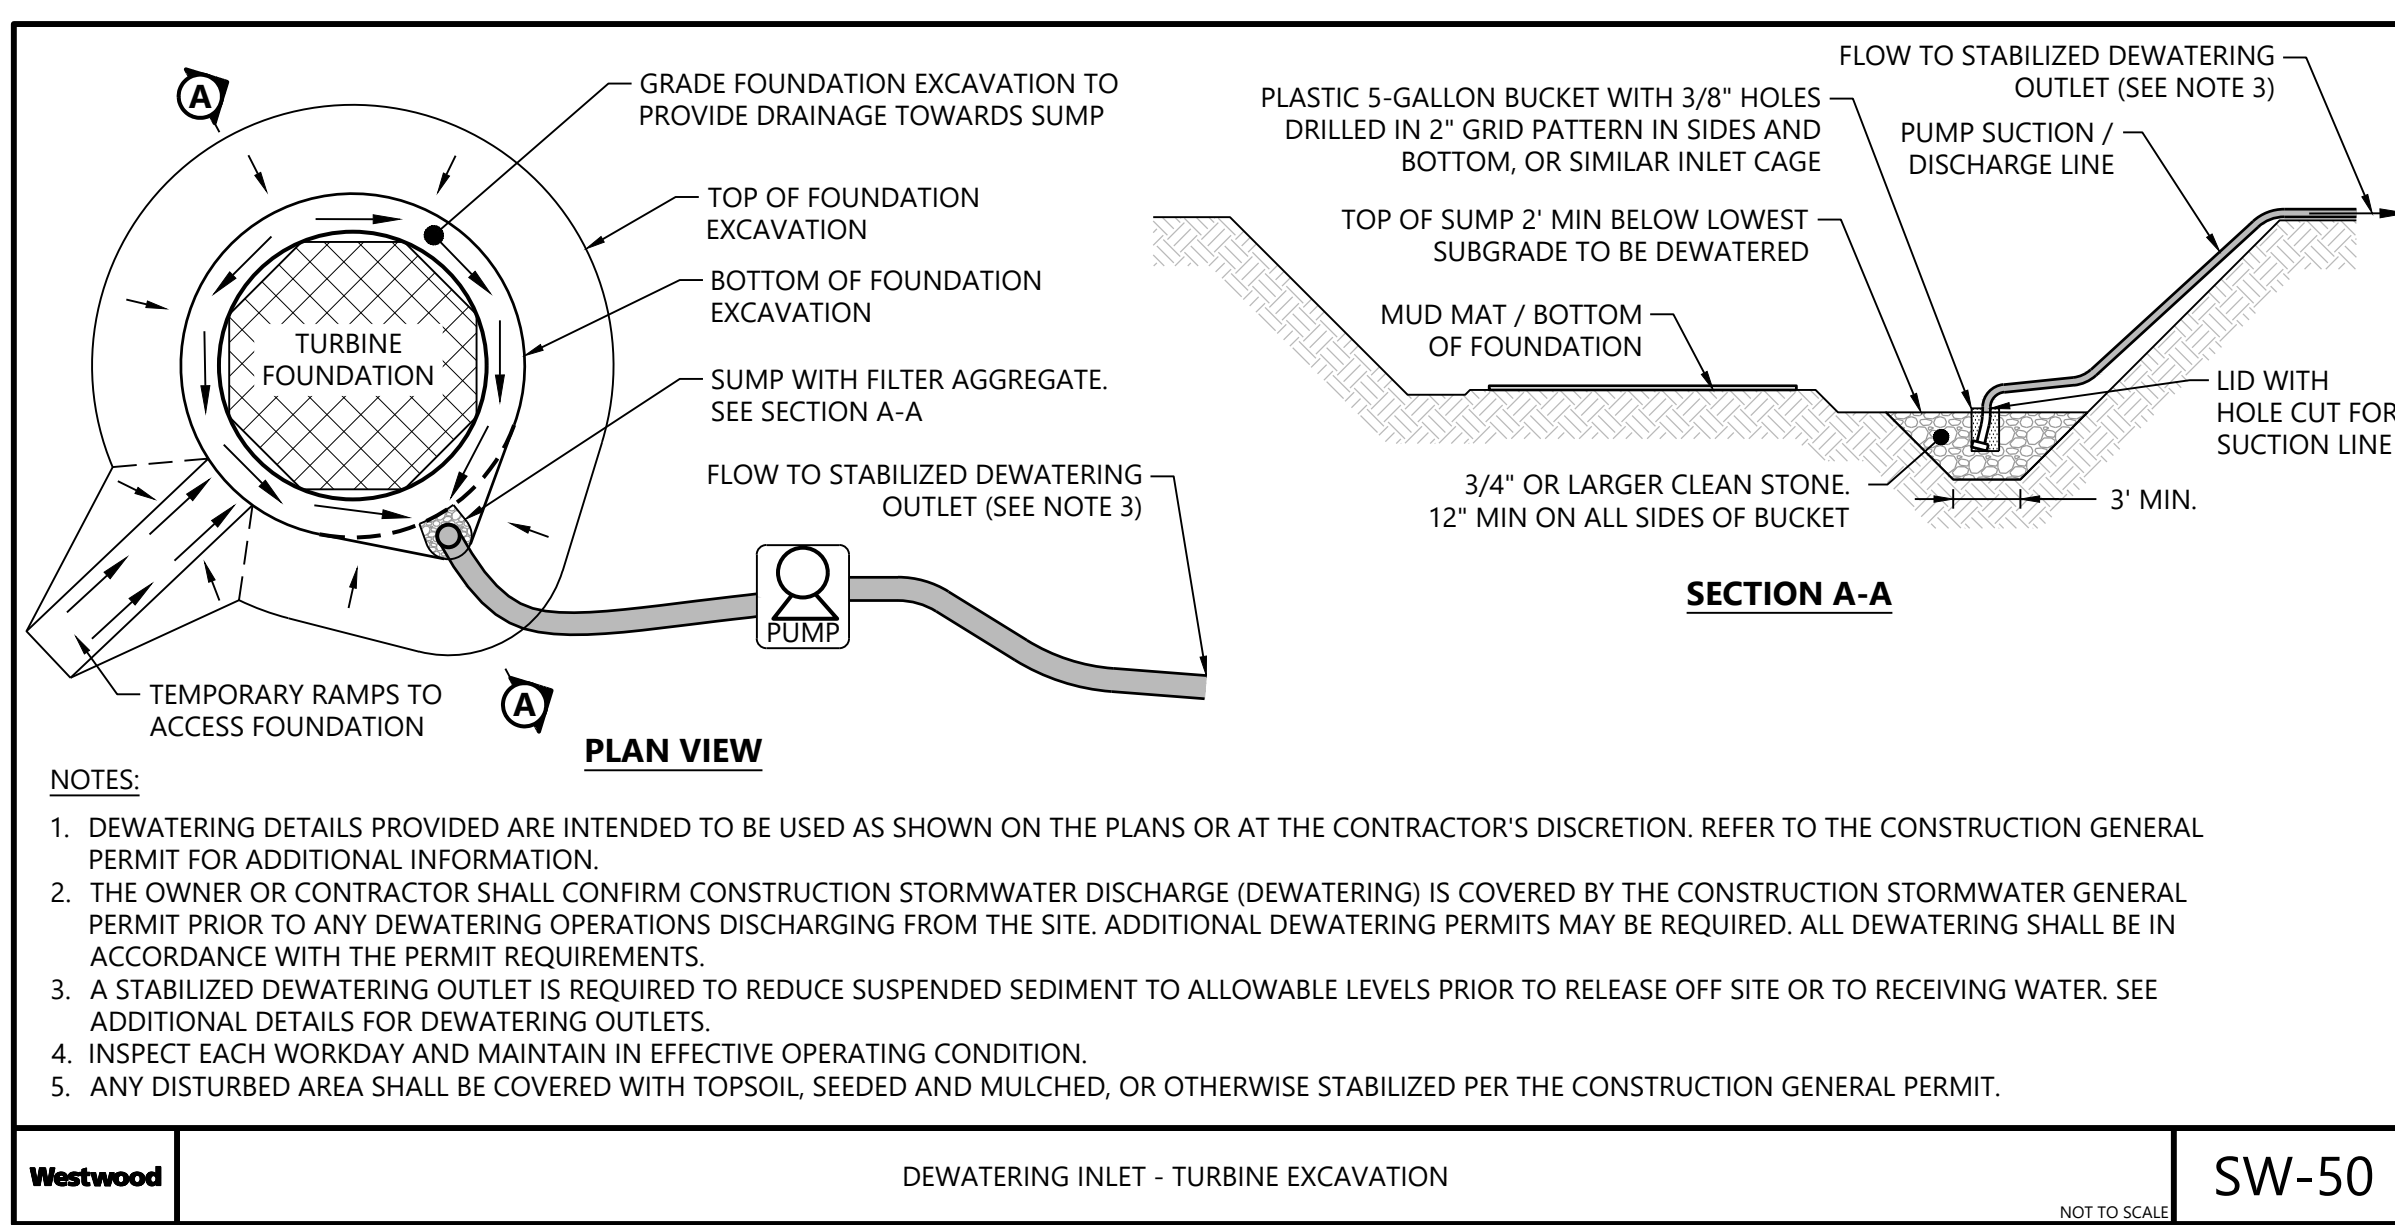 A
GRADE FOUNDATION EXCAVATION TO
PROVIDE DRAINAGE TOWARDS SUMP
TOP OF FOUNDATION
EXCAVATION
BOTTOM OF FOUNDATION
EXCAVATION
TURBINE
FOUNDATION
SUMP WITH FILTER AGGREGATE.
SEE SECTION A-A
FLOW TO STABILIZED DEWATERING
OUTLET (SEE NOTE 3)
PUMP
TEMPORARY RAMPS TO
ACCESS FOUNDATION
A
PLAN VIEW
FLOW TO STABILIZED DEWATERING
OUTLET (SEE NOTE 3)
PLASTIC 5-GALLON BUCKET WITH 3/8" HOLES
DRILLED IN 2" GRID PATTERN IN SIDES AND
BOTTOM, OR SIMILAR INLET CAGE
PUMP SUCTION /
DISCHARGE LINE
TOP OF SUMP 2' MIN BELOW LOWEST
SUBGRADE TO BE DEWATERED
MUD MAT / BOTTOM
OF FOUNDATION
LID WITH
HOLE CUT FOR
SUCTION LINE
3/4" OR LARGER CLEAN STONE.
12" MIN ON ALL SIDES OF BUCKET
3' MIN.
SECTION A-A
NOTES:
1. DEWATERING DETAILS PROVIDED ARE INTENDED TO BE USED AS SHOWN ON THE PLANS OR AT THE CONTRACTOR'S DISCRETION. REFER TO THE CONSTRUCTION GENERAL
PERMIT FOR ADDITIONAL INFORMATION.
2. THE OWNER OR CONTRACTOR SHALL CONFIRM CONSTRUCTION STORMWATER DISCHARGE (DEWATERING) IS COVERED BY THE CONSTRUCTION STORMWATER GENERAL
PERMIT PRIOR TO ANY DEWATERING OPERATIONS DISCHARGING FROM THE SITE. ADDITIONAL DEWATERING PERMITS MAY BE REQUIRED. ALL DEWATERING SHALL BE IN
ACCORDANCE WITH THE PERMIT REQUIREMENTS.
3. A STABILIZED DEWATERING OUTLET IS REQUIRED TO REDUCE SUSPENDED SEDIMENT TO ALLOWABLE LEVELS PRIOR TO RELEASE OFF SITE OR TO RECEIVING WATER. SEE
ADDITIONAL DETAILS FOR DEWATERING OUTLETS.
4. INSPECT EACH WORKDAY AND MAINTAIN IN EFFECTIVE OPERATING CONDITION.
5. ANY DISTURBED AREA SHALL BE COVERED WITH TOPSOIL, SEEDED AND MULCHED, OR OTHERWISE STABILIZED PER THE CONSTRUCTION GENERAL PERMIT.
Westwood
DEWATERING INLET - TURBINE EXCAVATION
NOT TO SCALE
SW-50